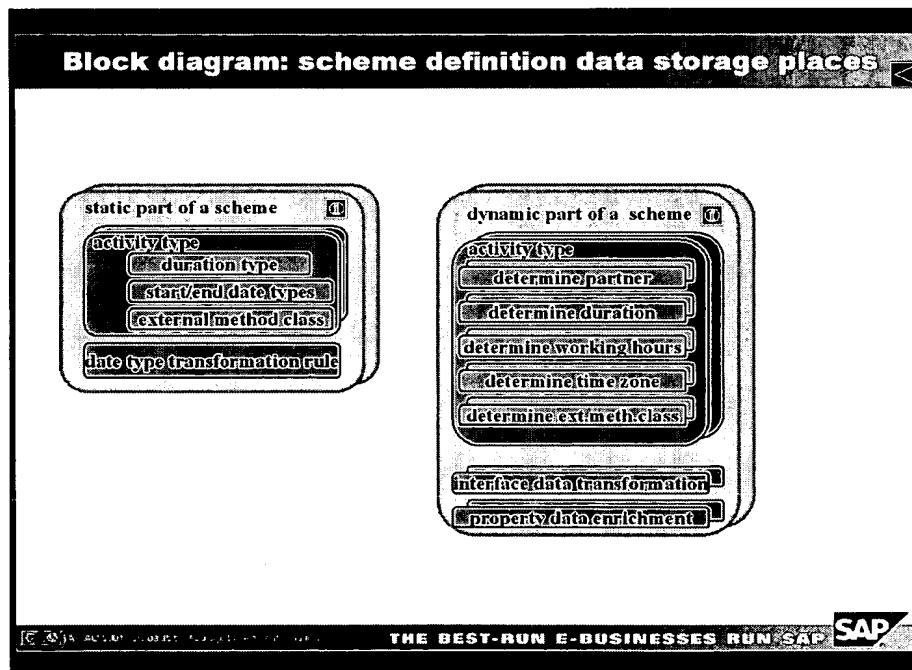 Block diagram: scheme definition data storage places
static part of a scheme
activity type
duration type
start/end date types
external method class
date type transformation rule
dynamic part of a scheme
activity type
determine partner
determine duration
determine working hours
determine time zone
determine ext.meth.class
interface data transformation
property data enrichment
THE BEST-RUN E-BUSINESSES RUN SAP
SAP